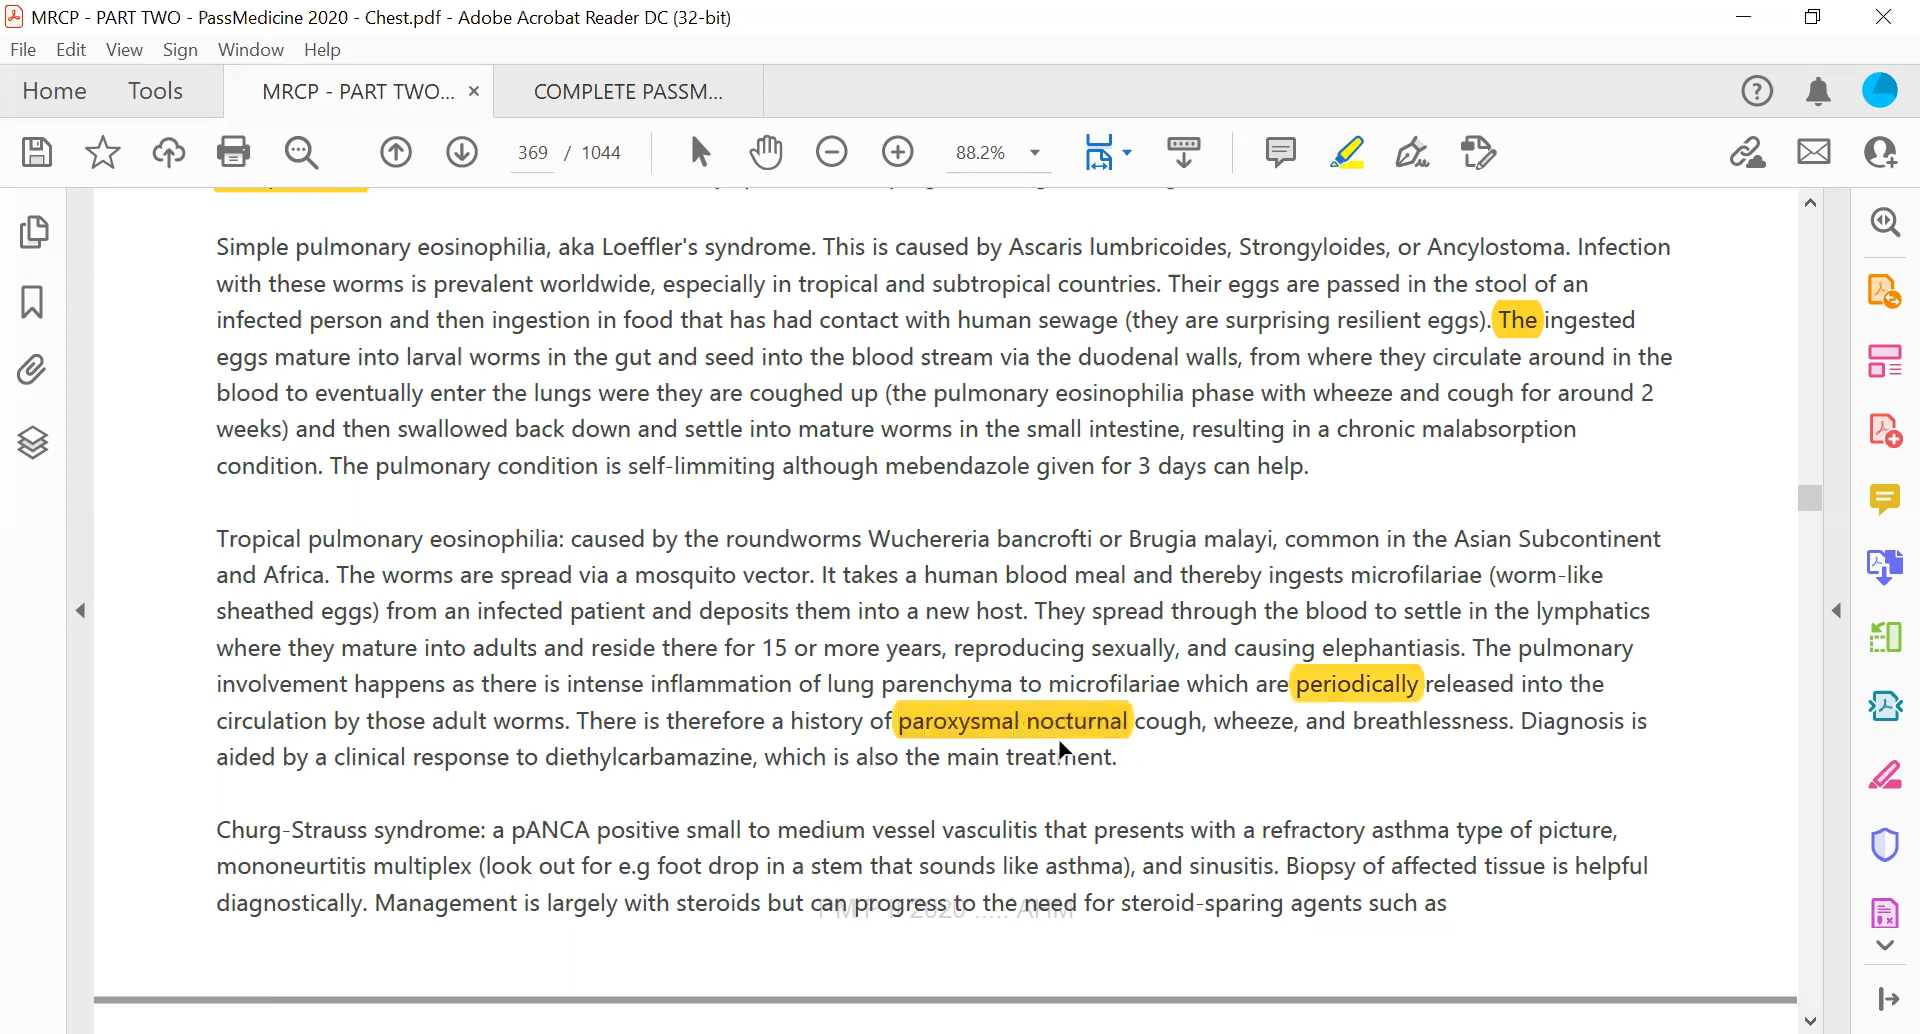 MRCP - PART TWO - PassMedicine 2020 - Chest.pdf - Adobe Acrobat Reader DC (32-bit)
File Edit View Sign Window Help
Home Tools MRCP - PART TWO... × COMPLETE PASSM...
369 / 1044 88.2%
Simple pulmonary eosinophilia, aka Loeffler's syndrome. This is caused by Ascaris lumbricoides, Strongyloides, or Ancylostoma. Infection
with these worms is prevalent worldwide, especially in tropical and subtropical countries. Their eggs are passed in the stool of an
infected person and then ingestion in food that has had contact with human sewage (they are surprising resilient eggs). The ingested
eggs mature into larval worms in the gut and seed into the blood stream via the duodenal walls, from where they circulate around in the
blood to eventually enter the lungs were they are coughed up (the pulmonary eosinophilia phase with wheeze and cough for around 2
weeks) and then swallowed back down and settle into mature worms in the small intestine, resulting in a chronic malabsorption
condition. The pulmonary condition is self-limmiting although mebendazole given for 3 days can help.
Tropical pulmonary eosinophilia: caused by the roundworms Wuchereria bancrofti or Brugia malayi, common in the Asian Subcontinent
and Africa. The worms are spread via a mosquito vector. It takes a human blood meal and thereby ingests microfilariae (worm-like
sheathed eggs) from an infected patient and deposits them into a new host. They spread through the blood to settle in the lymphatics
where they mature into adults and reside there for 15 or more years, reproducing sexually, and causing elephantiasis. The pulmonary
involvement happens as there is intense inflammation of lung parenchyma to microfilariae which are periodically released into the
circulation by those adult worms. There is therefore a history of paroxysmal nocturnal cough, wheeze, and breathlessness. Diagnosis is
aided by a clinical response to diethylcarbamazine, which is also the main treatment.
Churg-Strauss syndrome: a pANCA positive small to medium vessel vasculitis that presents with a refractory asthma type of picture,
mononeurtitis multiplex (look out for e.g foot drop in a stem that sounds like asthma), and sinusitis. Biopsy of affected tissue is helpful
diagnostically. Management is largely with steroids but can progress to the need for steroid-sparing agents such as